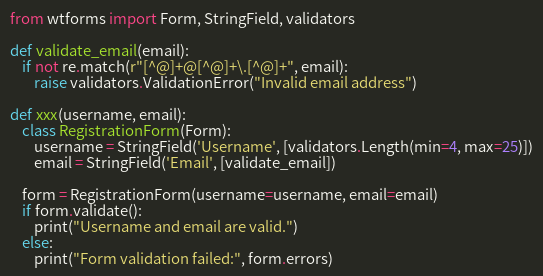 from wtforms import Form, StringField, validators

def validate_email(email):
    if not re.match(r"[^@]+@[^@]+\.[^@]+", email):
        raise validators.ValidationError("Invalid email address")

def xxx(username, email):
    class RegistrationForm(Form):
        username = StringField('Username', [validators.Length(min=4, max=25)])
        email = StringField('Email', [validate_email])

    form = RegistrationForm(username=username, email=email)
    if form.validate():
        print("Username and email are valid.")
    else:
        print("Form validation failed:", form.errors)